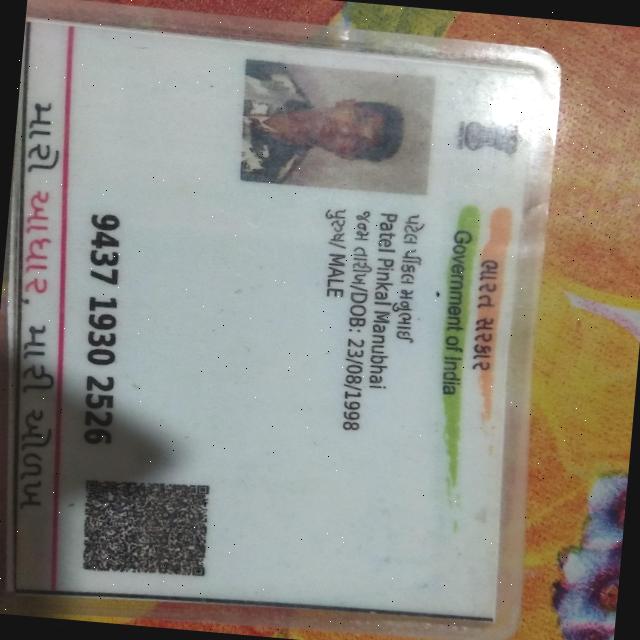 ભારત સરકાર
Government of India
પટેલ પીંકલ મનુભાઈ
Patel Pinkal Manubhai
જન્મ તારીખ/DOB: 23/08/1998
પુરુષ/ MALE
9437 1930 2526
મારો આધાર, મારી ઓળખ